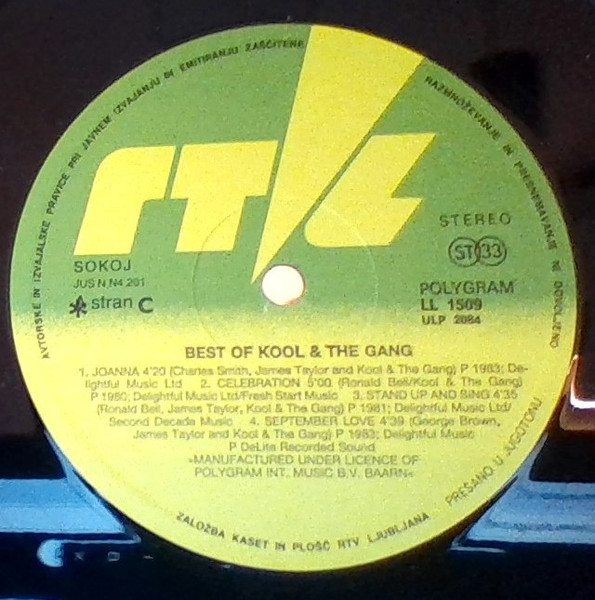 AVTORSKE IN IZVAJALSKE PRAVICE PRI JAVNEM IZVAJANJU IN EMITIRANJU ZAŠČITENE
RAZMNOŽEVANJE IN PRESNEMAVANJE NI DOVOLJENO
rtl
STEREO
SOKOJ
ST 33
JUS N.N4.201
stran C
POLYGRAM
LL 1509
ULP 2084
BEST OF KOOL & THE GANG
1. JOANNA 4'20 (Charles Smith, James Taylor and Kool & The Gang) P 1983; De-
lightful Music Ltd 2. CELEBRATION 5'00 (Ronald Bell/Kool & The Gang)
P 1980; Delightful Music Ltd/Fresh Start Music 3. STAND UP AND SING 4'35
(Ronald Bell, James Taylor, Kool & The Gang) P 1981; Delightful Music Ltd/
Second Decade Music 4. SEPTEMBER LOVE 4'39 (George Brown,
James Taylor and Kool & The Gang) P 1983; Delightful Music
P DeLite Recorded Sound
»MANUFACTURED UNDER LICENCE OF
POLYGRAM INT. MUSIC B.V. BAARN«
ZALOŽBA KASET IN PLOŠČ RTV LJUBLJANA
PREŠANO U JUGOTONU